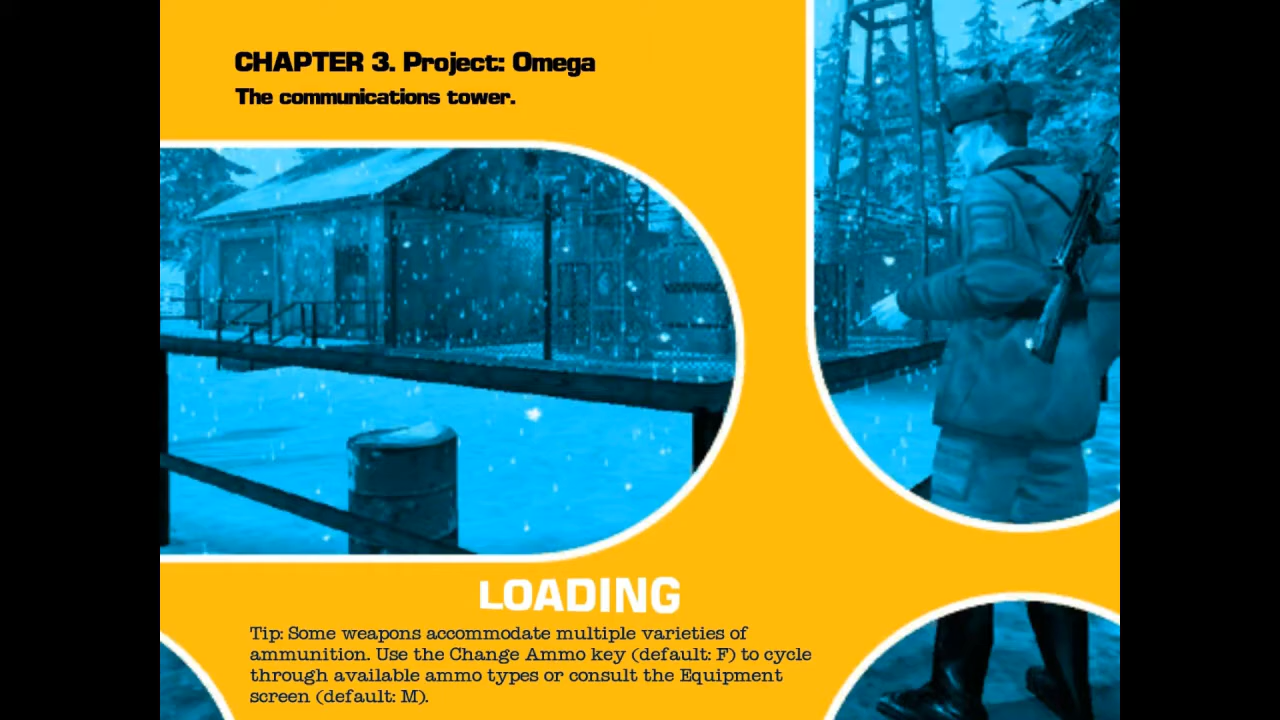 CHAPTER 3. Project: Omega
The communications tower.
LOADING
Tip: Some weapons accommodate multiple varieties of
ammunition. Use the Change Ammo key (default: F) to cycle
through available ammo types or consult the Equipment
screen (default: M).